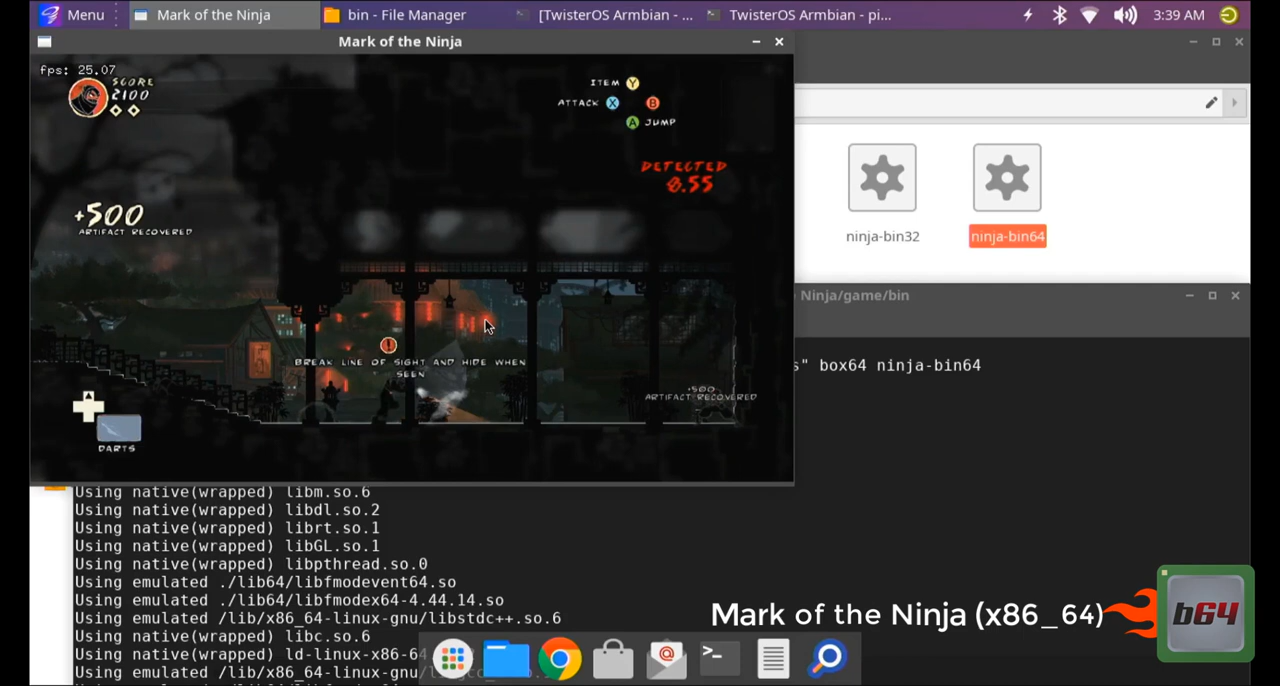 Menu
Mark of the Ninja
bin - File Manager
[TwisterOS Armbian - ...
TwisterOS Armbian - pi...
3:39 AM
Mark of the Ninja
fps: 25.07
SCORE
2100
ITEM Y
ATTACK X B
A JUMP
DETECTED
8.55
+500
ARTIFACT RECOVERED
BREAK LINE OF SIGHT AND HIDE WHEN
SEEN
+500
ARTIFACT RECOVERED
DARTS
ninja-bin32
ninja-bin64
Ninja/game/bin
s" box64 ninja-bin64
Using native(wrapped) libm.so.6
Using native(wrapped) libdl.so.2
Using native(wrapped) librt.so.1
Using native(wrapped) libGL.so.1
Using native(wrapped) libpthread.so.0
Using emulated ./lib64/libfmodevent64.so
Using emulated ./lib64/libfmodex64-4.44.14.so
Using emulated /lib/x86_64-linux-gnu/libstdc++.so.6
Using native(wrapped) libc.so.6
Using native(wrapped) ld-linux-x86-64
Using emulated /lib/x86_64-linux-gnu/
Mark of the Ninja (x86_64)
b64